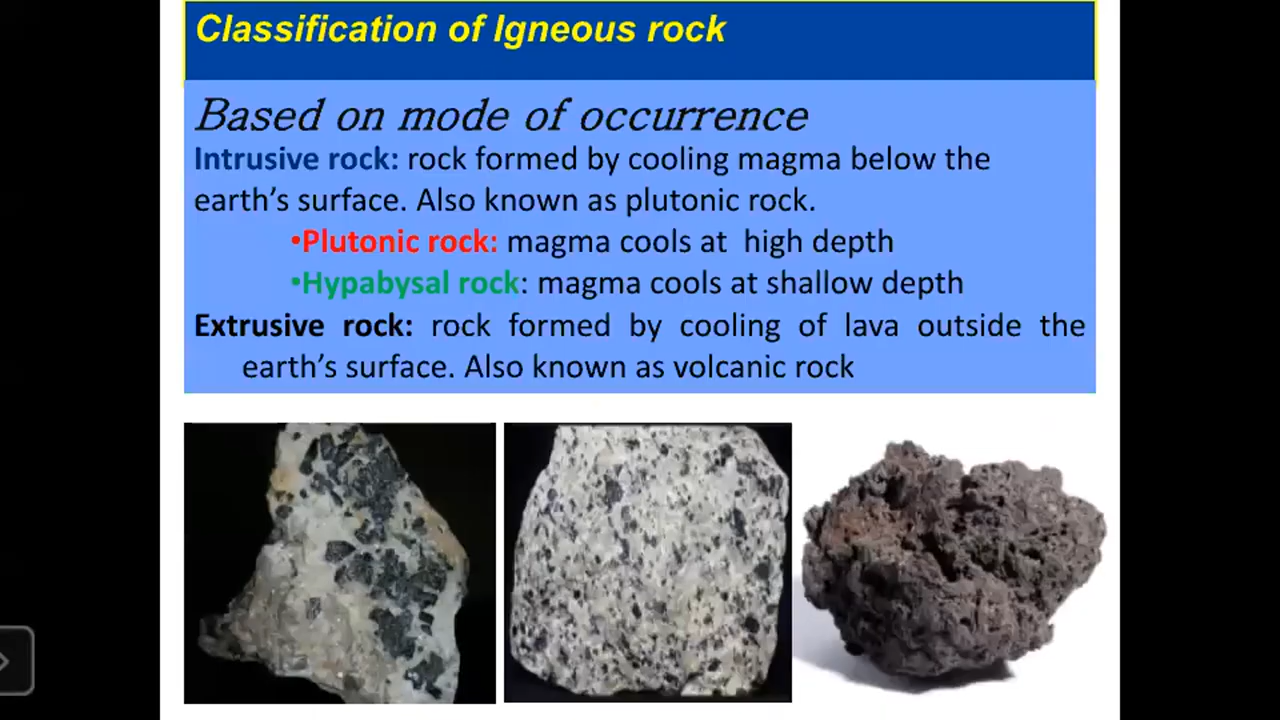 Classification of Igneous rock
Based on mode of occurrence
Intrusive rock: rock formed by cooling magma below the
earth’s surface. Also known as plutonic rock.
•Plutonic rock: magma cools at high depth
•Hypabysal rock: magma cools at shallow depth
Extrusive rock: rock formed by cooling of lava outside the
earth’s surface. Also known as volcanic rock